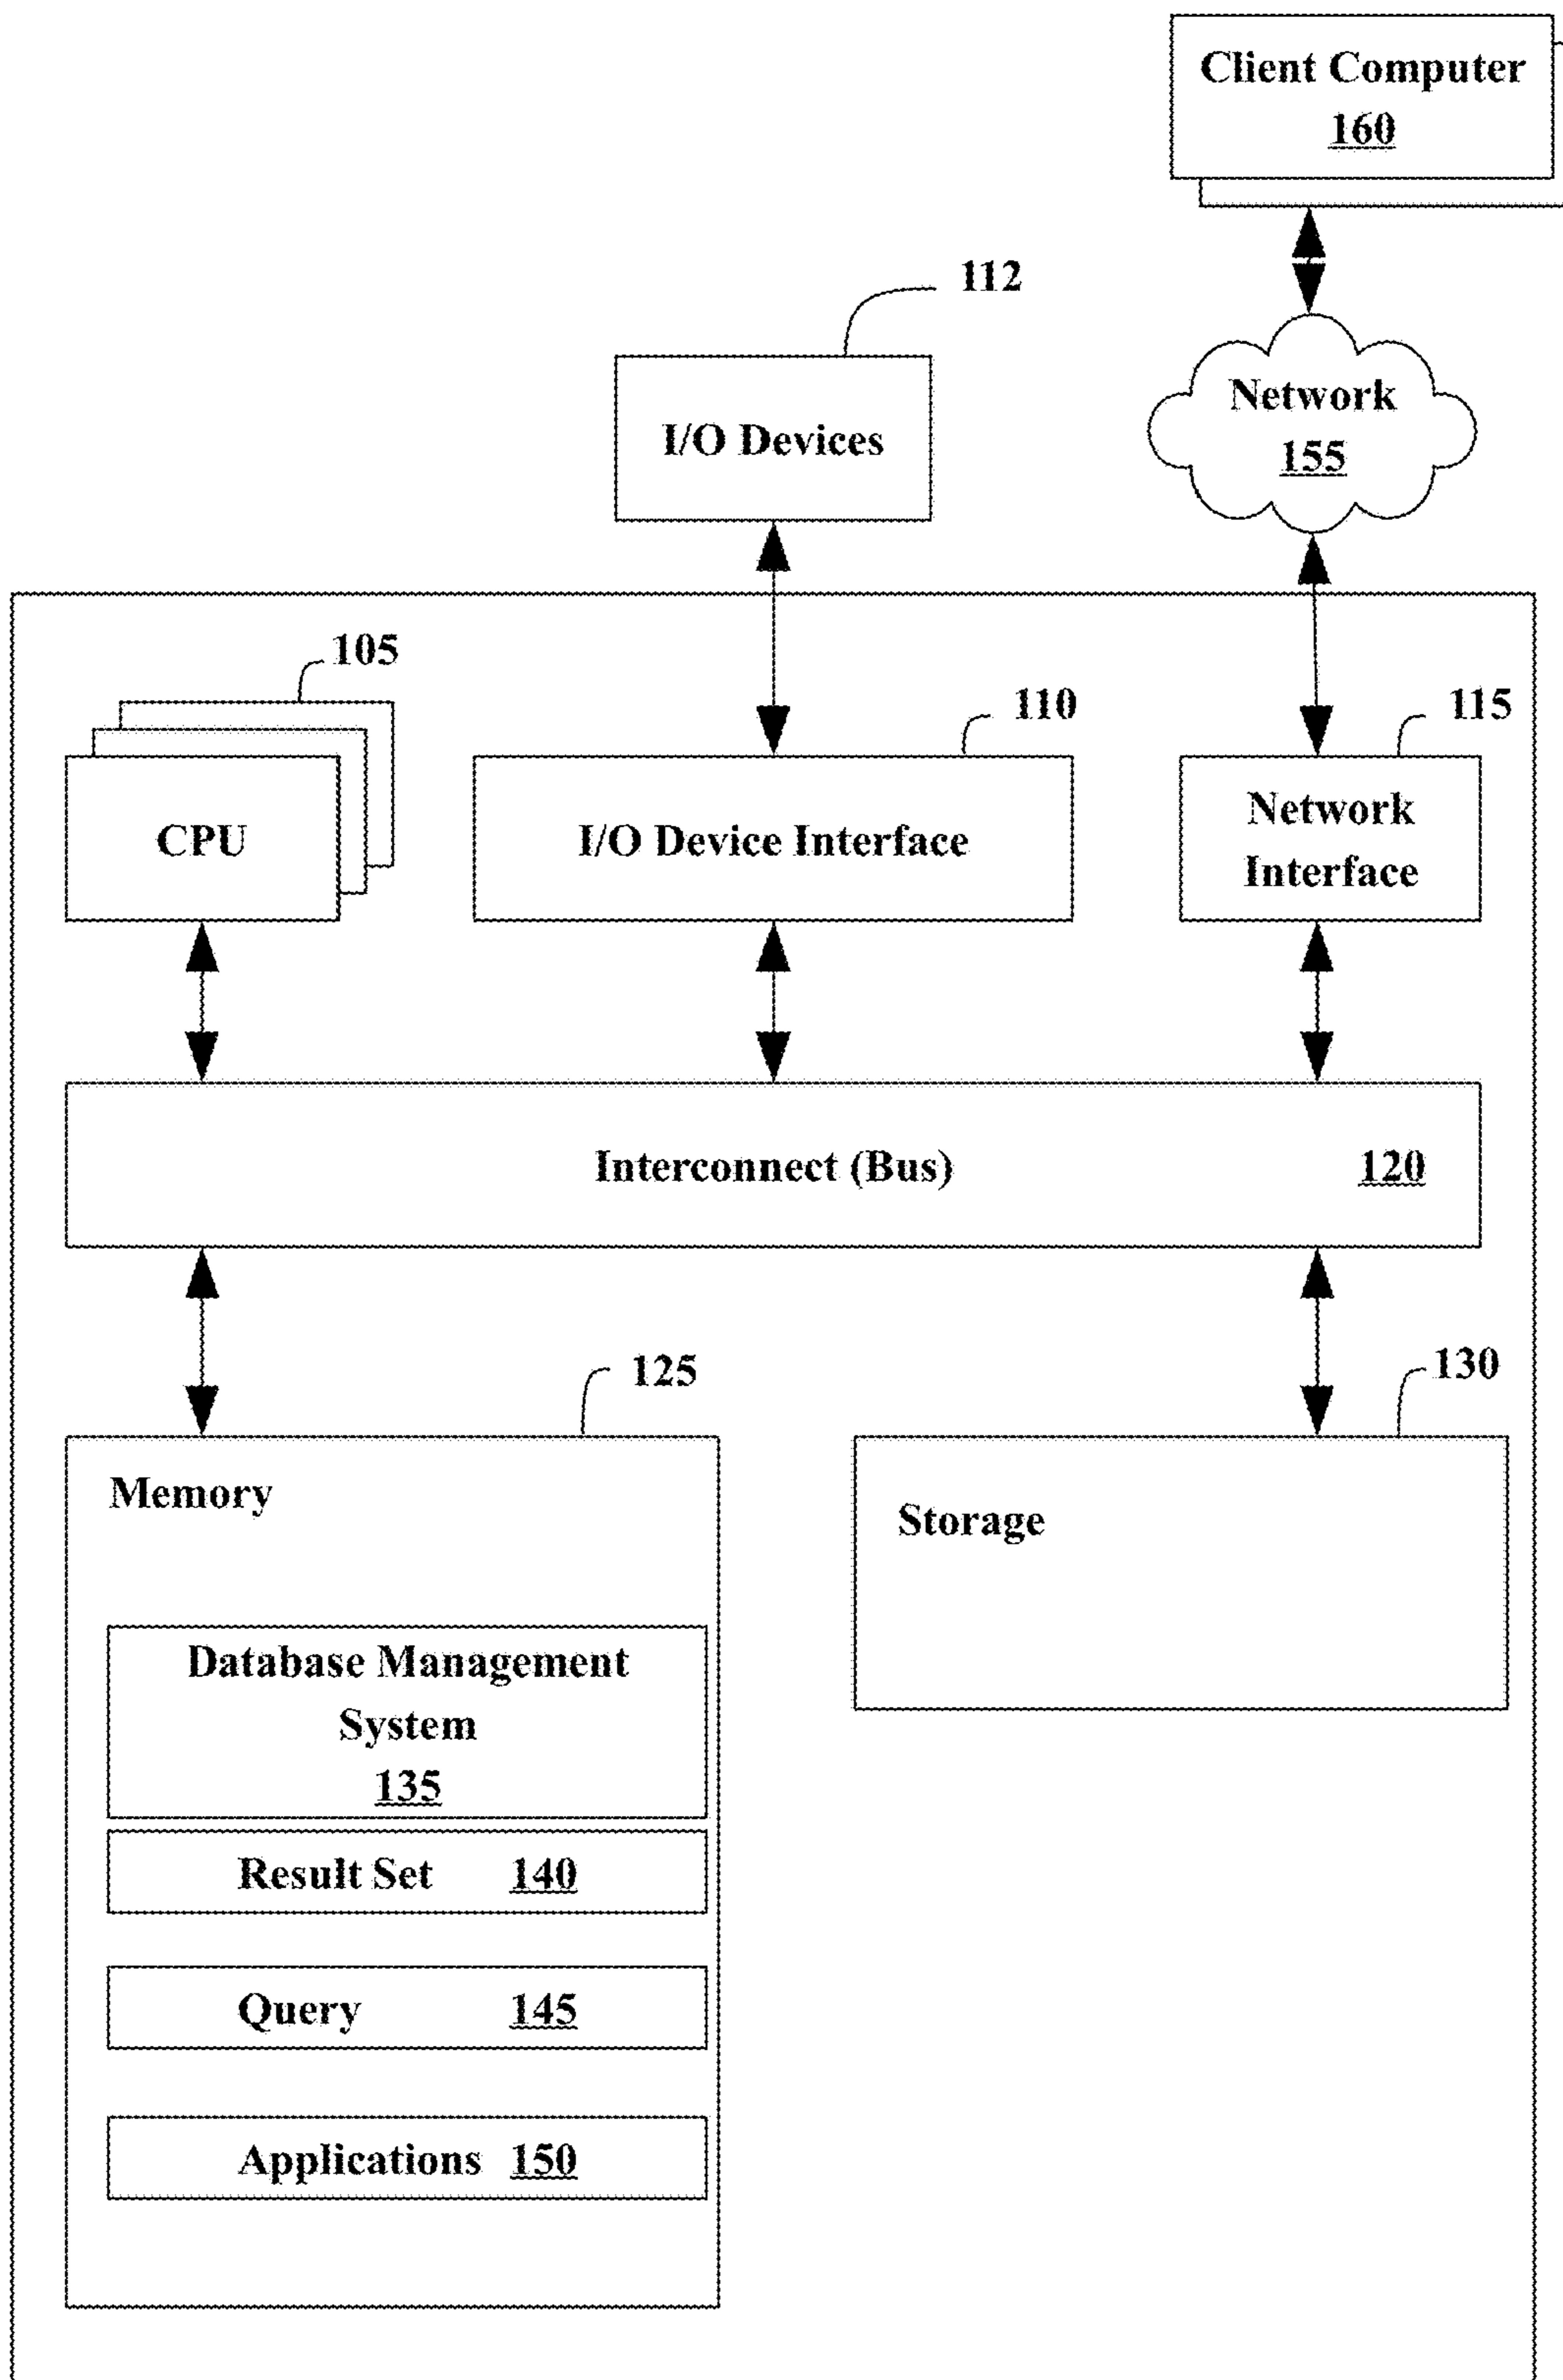 Client Computer
160
112
I/O Devices
Network
155
105
110
115
CPU
I/O Device Interface
Network
Interface
Interconnect (Bus) 120
125
130
Memory
Storage
Database Management
System
135
Result Set 140
Query 145
Applications 150